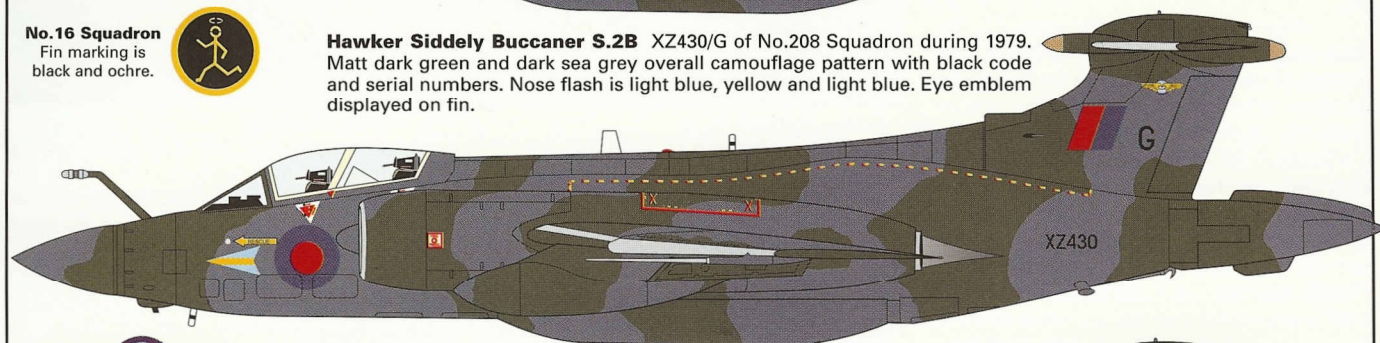 No.16 Squadron
Fin marking is
black and ochre.
Hawker Siddely Buccaner S.2B XZ430/G of No.208 Squadron during 1979.
Matt dark green and dark sea grey overall camouflage pattern with black code
and serial numbers. Nose flash is light blue, yellow and light blue. Eye emblem
displayed on fin.
G
X X
RESCUE
XZ430